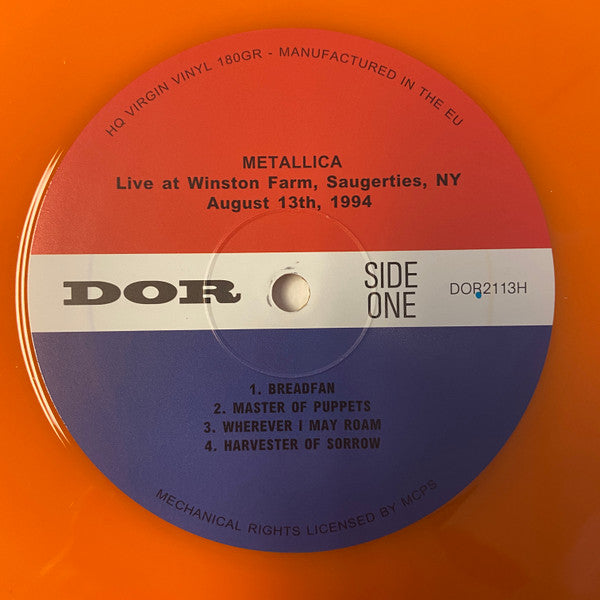 HQ VIRGIN VINYL 180GR - MANUFACTURED IN THE EU
METALLICA
Live at Winston Farm, Saugerties, NY
August 13th, 1994
DOR
SIDE
ONE
DOR2113H
1. BREADFAN
2. MASTER OF PUPPETS
3. WHEREVER I MAY ROAM
4. HARVESTER OF SORROW
MECHANICAL RIGHTS LICENSED BY MCPS